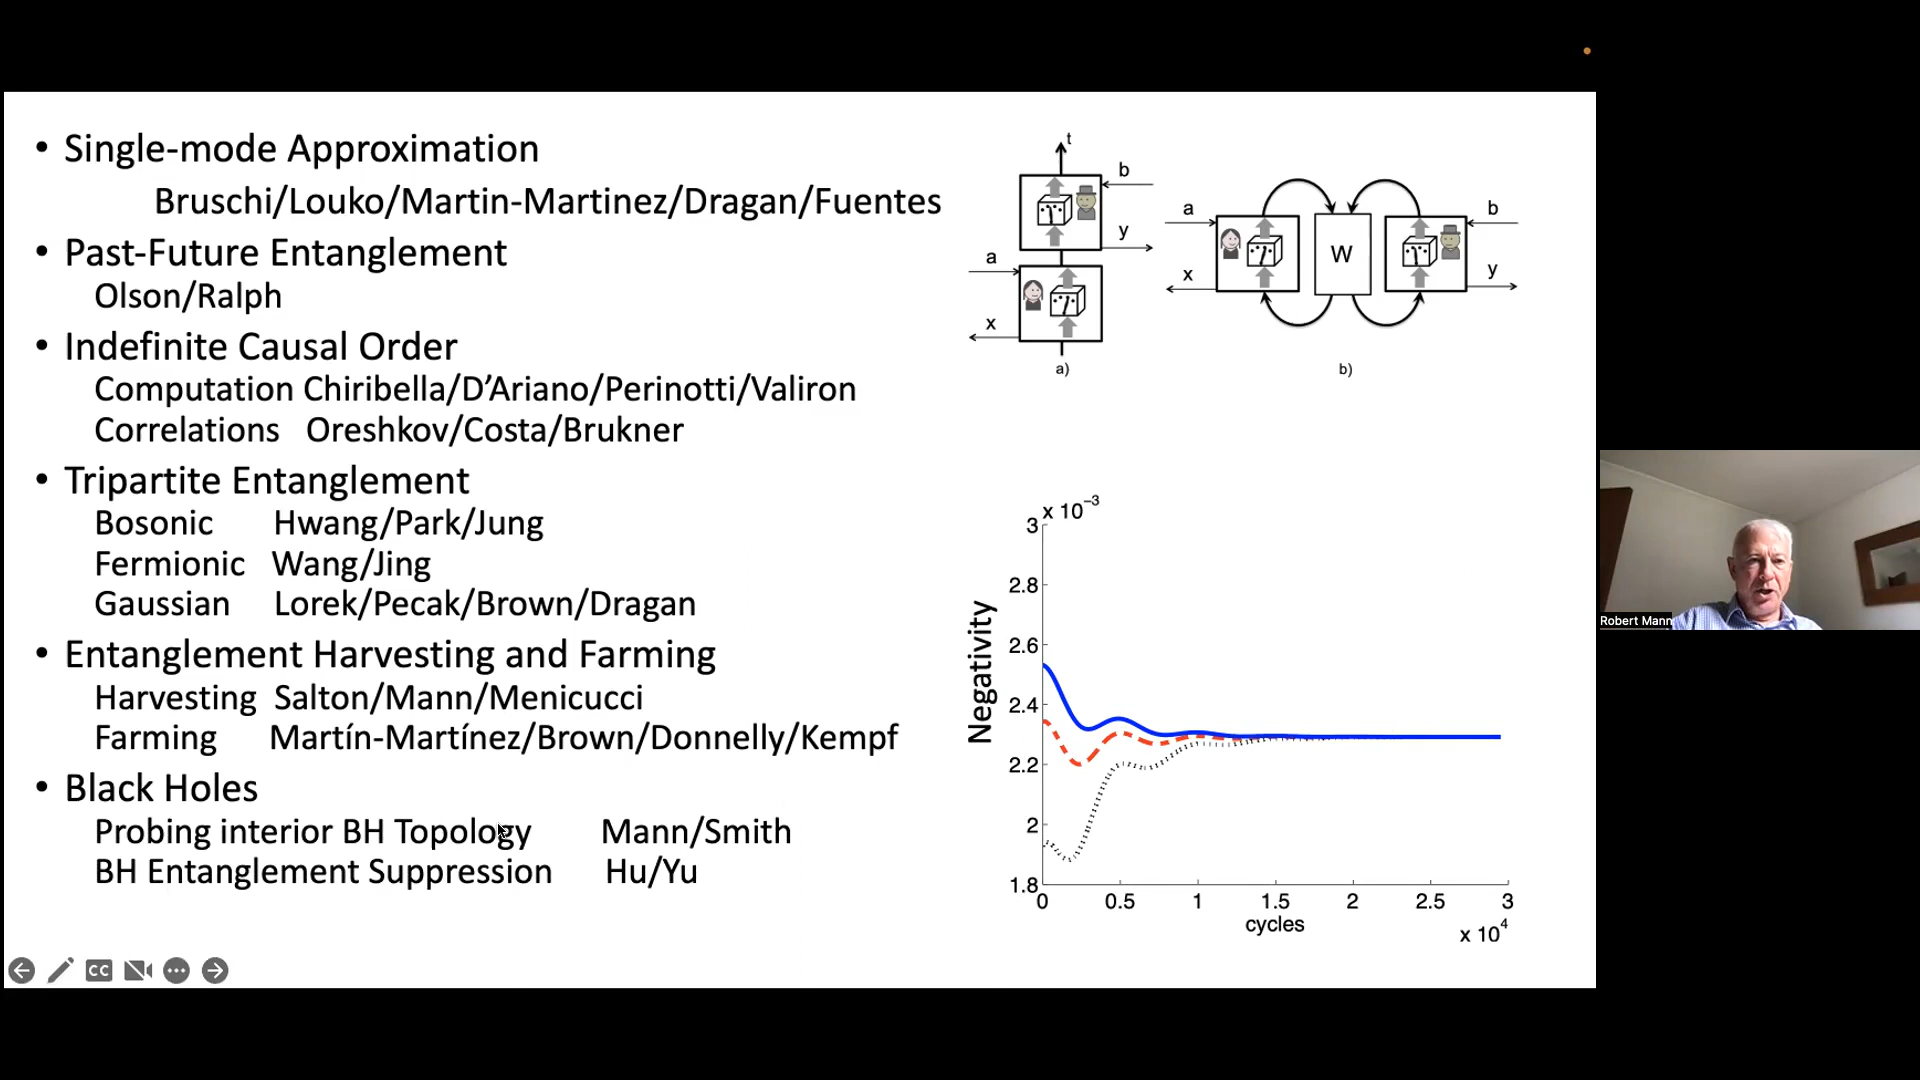 • Single-mode Approximation
Bruschi/Louko/Martin-Martinez/Dragan/Fuentes
• Past-Future Entanglement
Olson/Ralph
• Indefinite Causal Order
Computation Chiribella/D’Ariano/Perinotti/Valiron
Correlations Oreshkov/Costa/Brukner
• Tripartite Entanglement
Bosonic Hwang/Park/Jung
Fermionic Wang/Jing
Gaussian Lorek/Pecak/Brown/Dragan
• Entanglement Harvesting and Farming
Harvesting Salton/Mann/Menicucci
Farming Martín-Martínez/Brown/Donnelly/Kempf
• Black Holes
Probing interior BH Topology Mann/Smith
BH Entanglement Suppression Hu/Yu
t
b
y
a
x
a)
a
x
W
b
y
b)
x 10⁻³
3
2.8
2.6
2.4
2.2
2
1.8
Negativity
0 0.5 1 1.5 2 2.5 3
cycles
x 10⁴
CC
Robert Mann